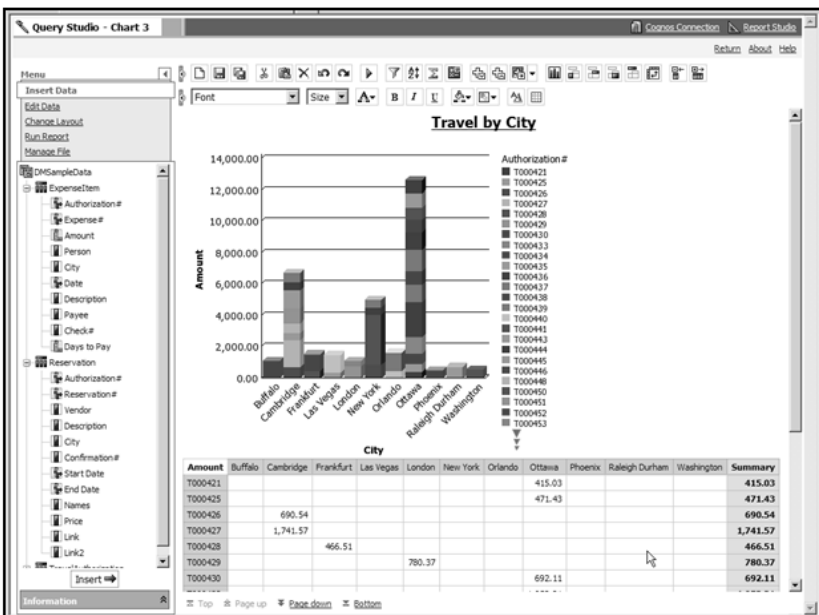 Query Studio - Chart 3
Cognos Connection
Report Studio
Return About Help
Menu
Insert Data
Edit Data
Change Layout
Run Report
Manage File
DMSampleData
ExpenseItem
Authorization#
Expense#
Amount
Person
City
Date
Description
Payee
Check#
Days to Pay
Reservation
Authorization#
Reservation#
Vendor
Description
City
Confirmation#
Start Date
End Date
Names
Price
Link
Link2
Insert
Information
Font
Size
A
B I U
Travel by City
Amount
14,000.00
12,000.00
10,000.00
8,000.00
6,000.00
4,000.00
2,000.00
0.00
Buffalo
Cambridge
Frankfurt
Las Vegas
London
New York
Orlando
Ottawa
Phoenix
Raleigh Durham
Washington
City
Authorization#
T000421
T000425
T000426
T000427
T000428
T000429
T000430
T000433
T000434
T000435
T000436
T000437
T000438
T000439
T000440
T000441
T000443
T000444
T000445
T000446
T000448
T000450
T000451
T000452
T000453
Amount Buffalo Cambridge Frankfurt Las Vegas London New York Orlando Ottawa Phoenix Raleigh Durham Washington Summary
T000421 415.03 415.03
T000425 471.43 471.43
T000426 690.54 690.54
T000427 1,741.57 1,741.57
T000428 466.51 466.51
T000429 780.37 780.37
T000430 692.11 692.11
Top Page up Page down Bottom